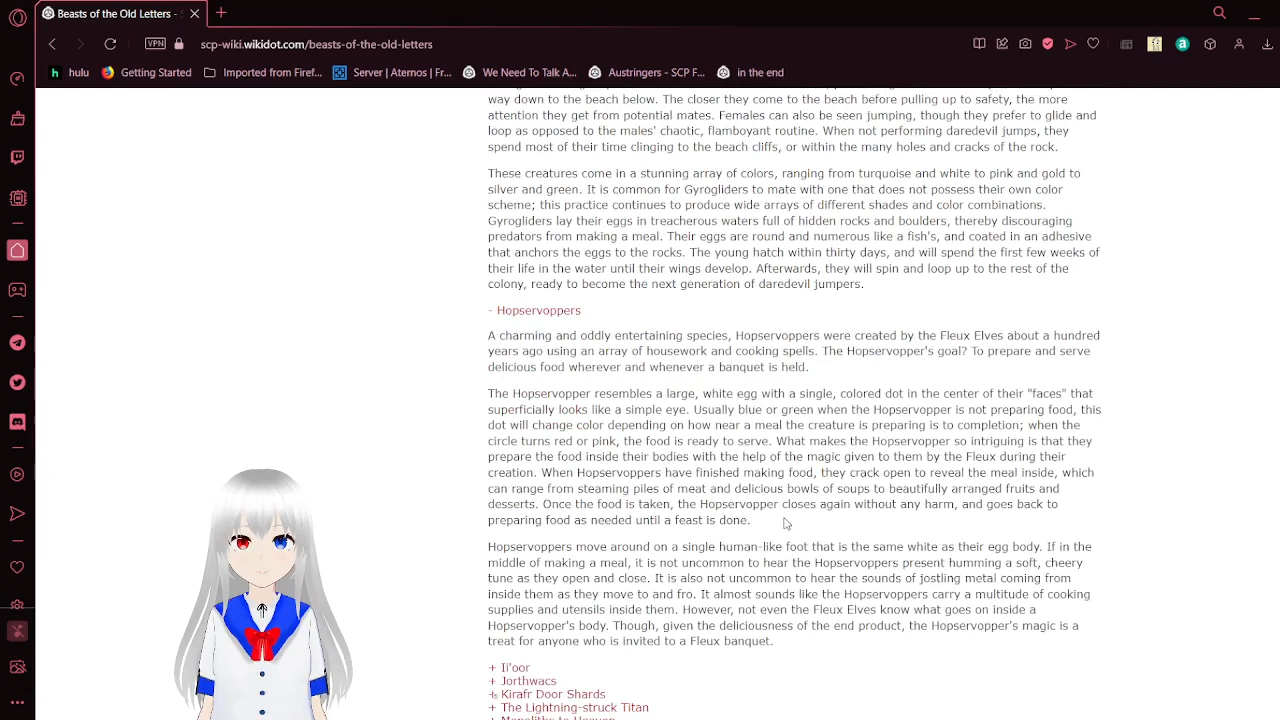 Beasts of the Old Letters -
VPN scp-wiki.wikidot.com/beasts-of-the-old-letters
h hulu Getting Started Imported from Firef... Server | Aternos | Fr... We Need To Talk A... Austringers - SCP F... in the end
way down to the beach below. The closer they come to the beach before pulling up to safety, the more
attention they get from potential mates. Females can also be seen jumping, though they prefer to glide and
loop as opposed to the males' chaotic, flamboyant routine. When not performing daredevil jumps, they
spend most of their time clinging to the beach cliffs, or within the many holes and cracks of the rock.
These creatures come in a stunning array of colors, ranging from turquoise and white to pink and gold to
silver and green. It is common for Gyrogliders to mate with one that does not possess their own color
scheme; this practice continues to produce wide arrays of different shades and color combinations.
Gyrogliders lay their eggs in treacherous waters full of hidden rocks and boulders, thereby discouraging
predators from making a meal. Their eggs are round and numerous like a fish's, and coated in an adhesive
that anchors the eggs to the rocks. The young hatch within thirty days, and will spend the first few weeks of
their life in the water until their wings develop. Afterwards, they will spin and loop up to the rest of the
colony, ready to become the next generation of daredevil jumpers.
- Hopservoppers
A charming and oddly entertaining species, Hopservoppers were created by the Fleux Elves about a hundred
years ago using an array of housework and cooking spells. The Hopservopper's goal? To prepare and serve
delicious food wherever and whenever a banquet is held.
The Hopservopper resembles a large, white egg with a single, colored dot in the center of their "faces" that
superficially looks like a simple eye. Usually blue or green when the Hopservopper is not preparing food, this
dot will change color depending on how near a meal the creature is preparing is to completion; when the
circle turns red or pink, the food is ready to serve. What makes the Hopservopper so intriguing is that they
prepare the food inside their bodies with the help of the magic given to them by the Fleux during their
creation. When Hopservoppers have finished making food, they crack open to reveal the meal inside, which
can range from steaming piles of meat and delicious bowls of soups to beautifully arranged fruits and
desserts. Once the food is taken, the Hopservopper closes again without any harm, and goes back to
preparing food as needed until a feast is done.
Hopservoppers move around on a single human-like foot that is the same white as their egg body. If in the
middle of making a meal, it is not uncommon to hear the Hopservoppers present humming a soft, cheery
tune as they open and close. It is also not uncommon to hear the sounds of jostling metal coming from
inside them as they move to and fro. It almost sounds like the Hopservoppers carry a multitude of cooking
supplies and utensils inside them. However, not even the Fleux Elves know what goes on inside a
Hopservopper's body. Though, given the deliciousness of the end product, the Hopservopper's magic is a
treat for anyone who is invited to a Fleux banquet.
+ Ii'oor
+ Jorthwacs
+ Kirafr Door Shards
+ The Lightning-struck Titan
+ Monoliths to Heaven